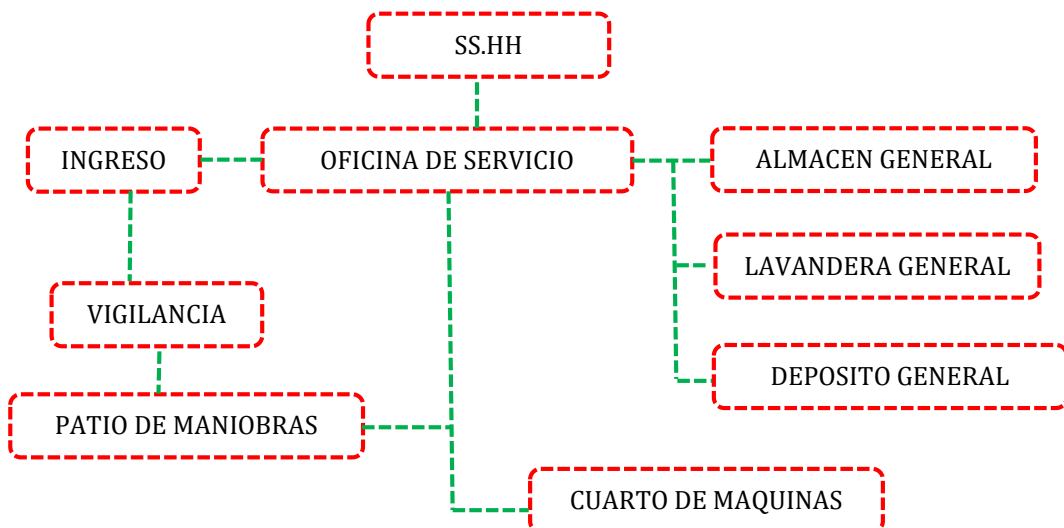 SS.HH
INGRESO
OFICINA DE SERVICIO
ALMACEN GENERAL
LAVANDERA GENERAL
VIGILANCIA
DEPOSITO GENERAL
PATIO DE MANIOBRAS
CUARTO DE MAQUINAS